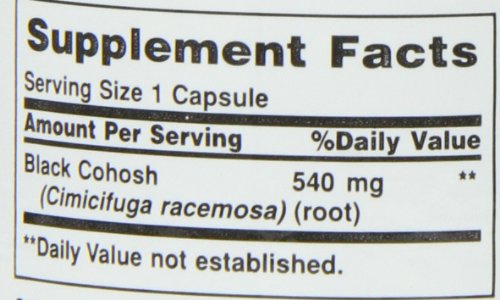 Supplement Facts
Serving Size 1 Capsule
Amount Per Serving %Daily Value
Black Cohosh 540 mg **
(Cimicifuga racemosa) (root)
**Daily Value not established.